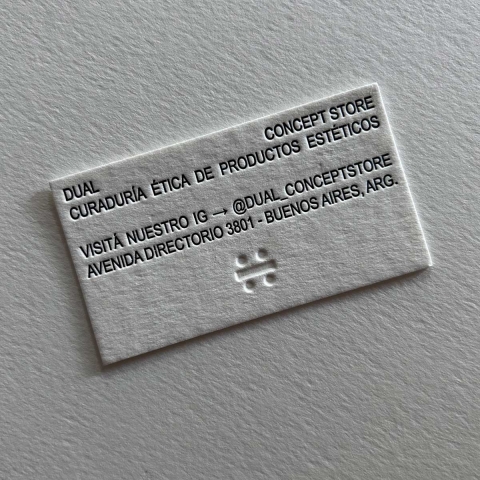 DUAL CONCEPT STORE
CURADURÍA ÉTICA DE PRODUCTOS ESTÉTICOS
VISITÁ NUESTRO IG → @DUAL_CONCEPTSTORE
AVENIDA DIRECTORIO 3801 - BUENOS AIRES, ARG.